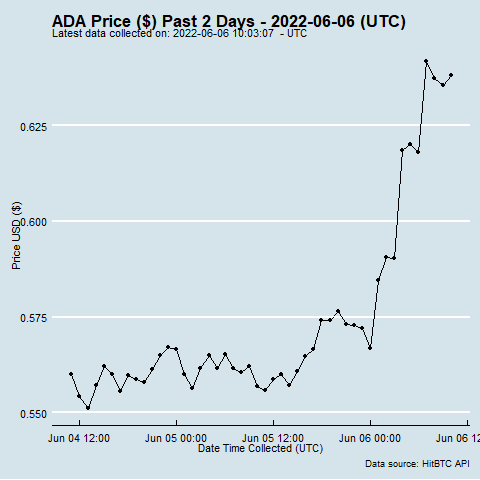 ADA Price ($) Past 2 Days - 2022-06-06 (UTC)
Latest data collected on: 2022-06-06 10:03:07  - UTC
0.625
0.600
0.575
0.550
Price USD ($)
Jun 04 12:00 Jun 05 00:00 Jun 05 12:00 Jun 06 00:00 Jun 06 12
Date Time Collected (UTC)
Data source: HitBTC API